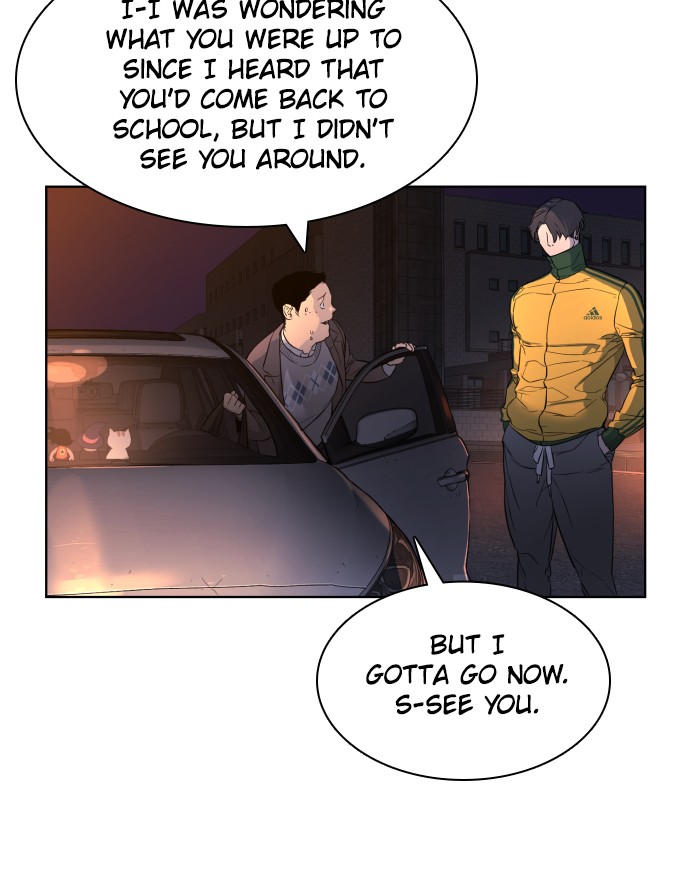 I-I WAS WONDERING
WHAT YOU WERE UP TO
SINCE I HEARD THAT
YOU'D COME BACK TO
SCHOOL, BUT I DIDN'T
SEE YOU AROUND.
adidas
BUT I
GOTTA GO NOW.
S-SEE YOU.